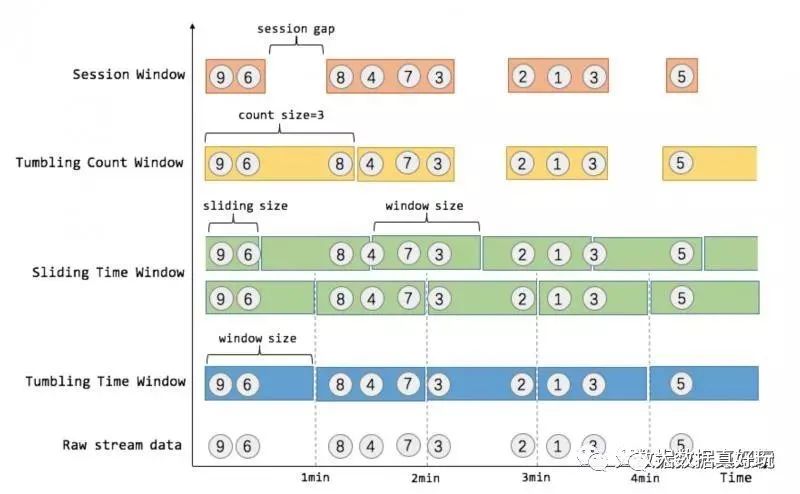 session gap
Session Window 9 6 8 4 7 3 2 1 3 5
count size=3
Tumbling Count Window 9 6 8 4 7 3 2 1 3 5
sliding size window size
9 6 8 4 7 3 2 1 3 5
Sliding Time Window
9 6 8 4 7 3 2 1 3 5
window size
Tumbling Time Window 9 6 8 4 7 3 2 1 3 5
Raw stream data 9 6 8 4 7 3 2 1 3 5
数据数据真好玩
1min 2min 3min 4min Time